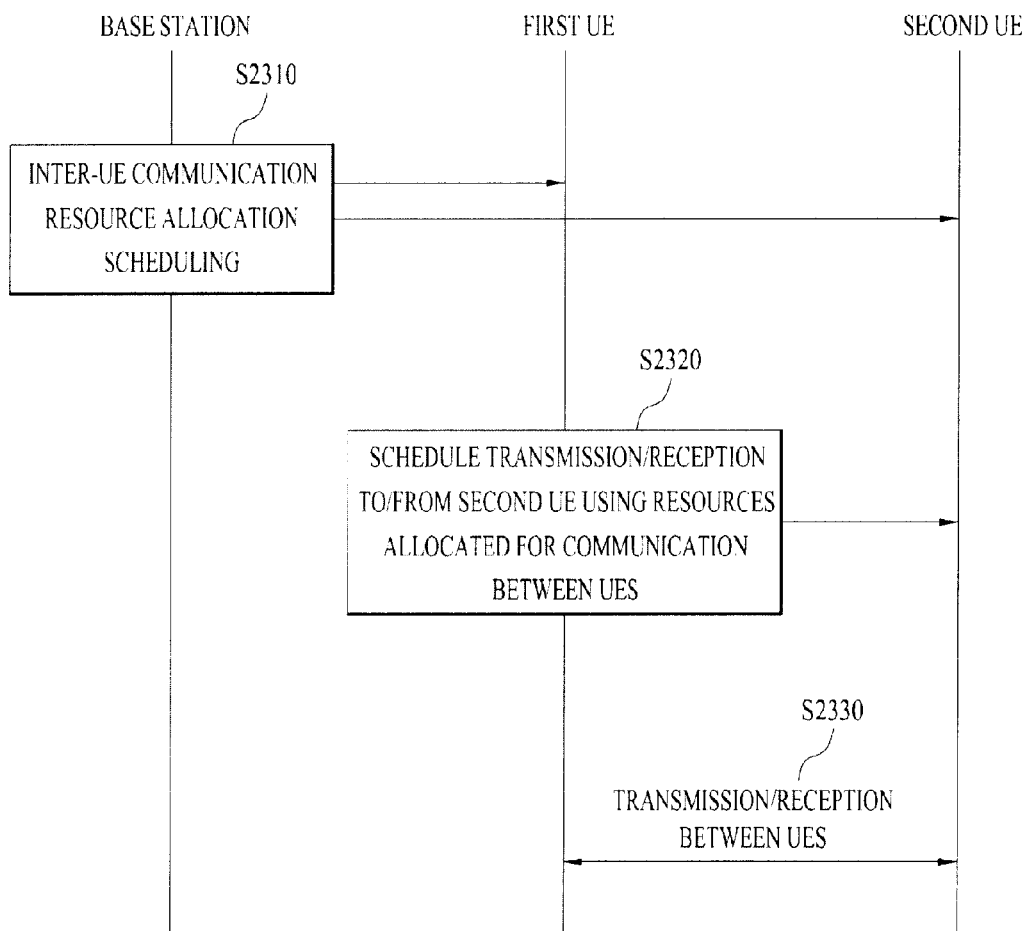 BASE STATION
FIRST UE
SECOND UE
S2310
INTER-UE COMMUNICATION
RESOURCE ALLOCATION
SCHEDULING
S2320
SCHEDULE TRANSMISSION/RECEPTION
TO/FROM SECOND UE USING RESOURCES
ALLOCATED FOR COMMUNICATION
BETWEEN UES
S2330
TRANSMISSION/RECEPTION
BETWEEN UES